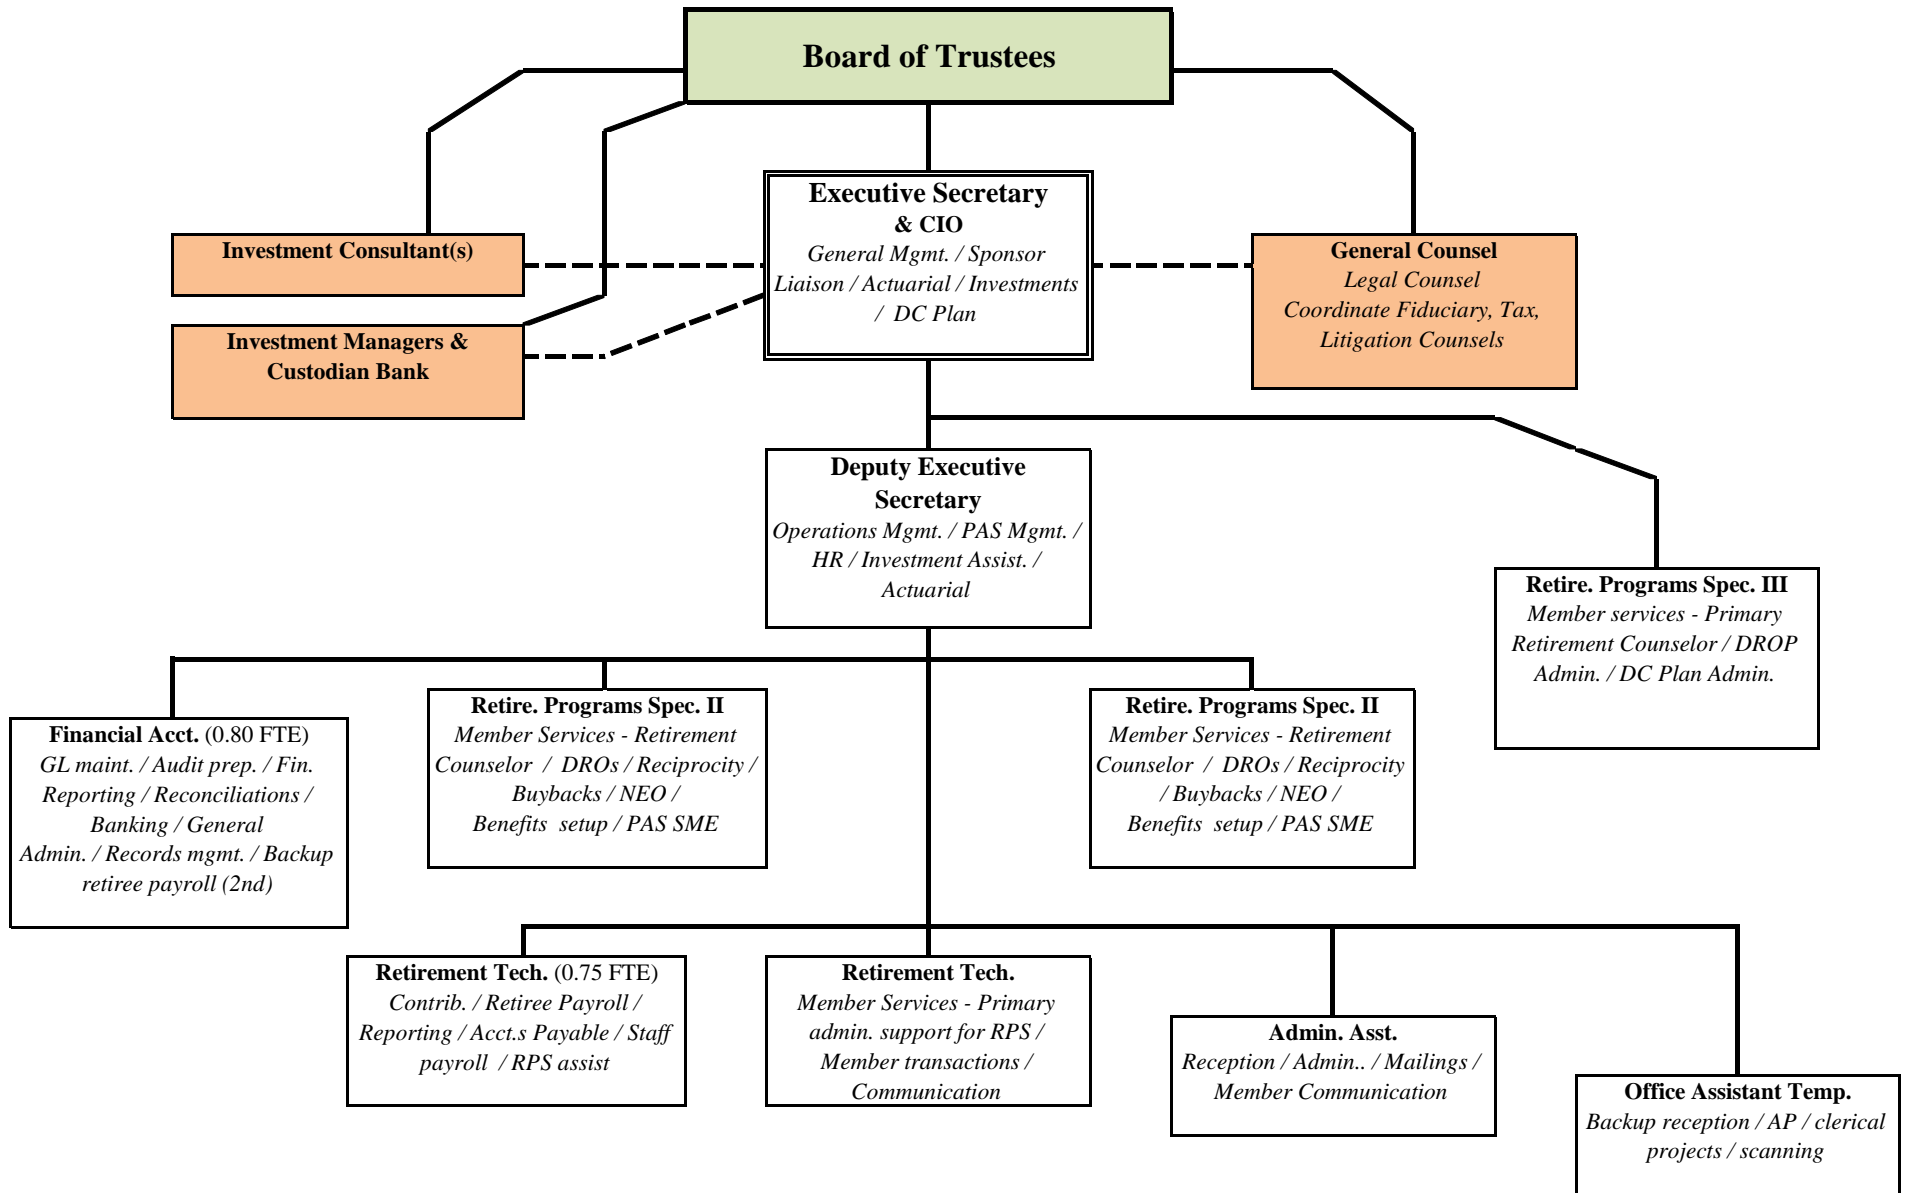 Board of Trustees
Executive Secretary
& CIO
General Mgmt. / Sponsor
Liaison / Actuarial / Investments
/ DC Plan
Investment Consultant(s)
Investment Managers &
Custodian Bank
General Counsel
Legal Counsel
Coordinate Fiduciary, Tax,
Litigation Counsels
Deputy Executive
Secretary
Operations Mgmt. / PAS Mgmt. /
HR / Investment Assist. /
Actuarial
Retire. Programs Spec. III
Member services - Primary
Retirement Counselor / DROP
Admin. / DC Plan Admin.
Financial Acct. (0.80 FTE)
GL maint. / Audit prep. / Fin.
Reporting / Reconciliations /
Banking / General
Admin. / Records mgmt. / Backup
retiree payroll (2nd)
Retire. Programs Spec. II
Member Services - Retirement
Counselor / DROs / Reciprocity /
Buybacks / NEO /
Benefits setup / PAS SME
Retire. Programs Spec. II
Member Services - Retirement
Counselor / DROs / Reciprocity
/ Buybacks / NEO /
Benefits setup / PAS SME
Retirement Tech. (0.75 FTE)
Contrib. / Retiree Payroll /
Reporting / Acct.s Payable / Staff
payroll / RPS assist
Retirement Tech.
Member Services - Primary
admin. support for RPS /
Member transactions /
Communication
Admin. Asst.
Reception / Admin.. / Mailings /
Member Communication
Office Assistant Temp.
Backup reception / AP / clerical
projects / scanning